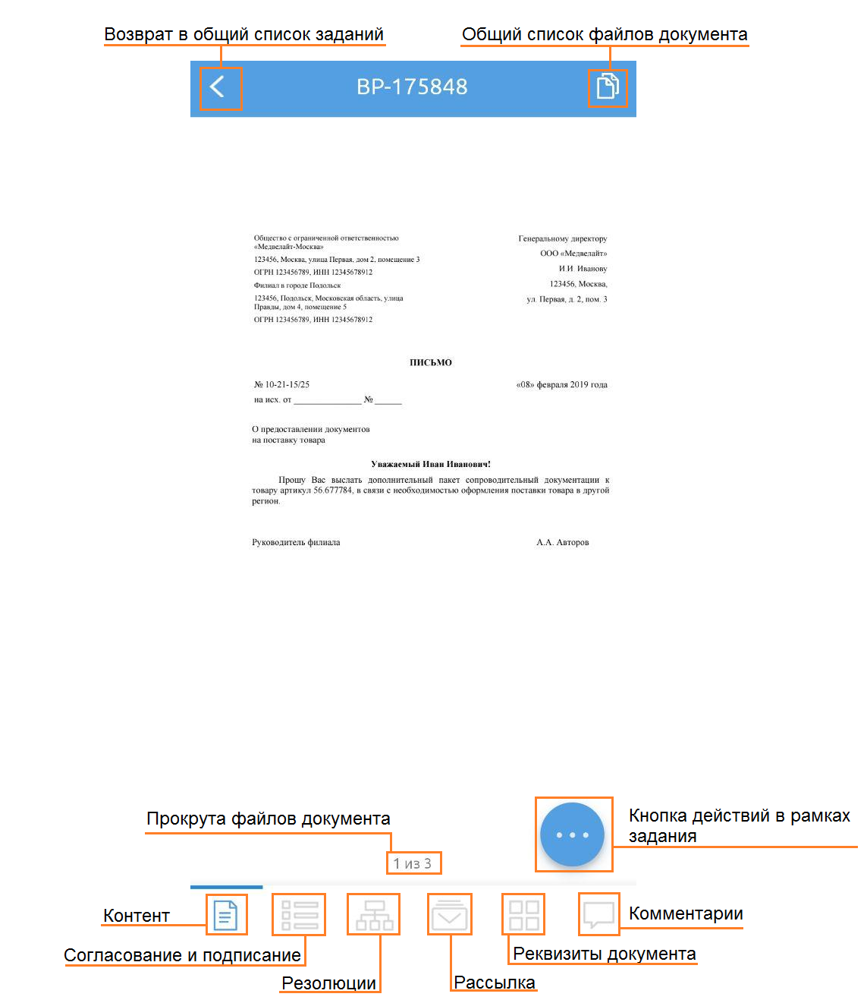 Возврат в общий список заданий
Общий список файлов документа
ВР-175848
Общество с ограниченной ответственностью
«Медвелайт-Москва»
123456, Москва, улица Первая, дом 2, помещение 3
ОГРН 123456789, ИНН 12345678912
Филиал в городе Подольск
123456, Подольск, Московская область, улица
Правды, дом 4, помещение 5
ОГРН 123456789, ИНН 12345678912
Генеральному директору
ООО «Медвелайт»
И.И. Иванову
123456, Москва,
ул. Первая, д. 2, пом. 3
ПИСЬМО
№ 10-21-15/25
«08» февраля 2019 года
на исх. от ________________ № ______
О предоставлении документов
на поставку товара
Уважаемый Иван Иванович!
Прошу Вас выслать дополнительный пакет сопроводительный документации к
товару артикул 56.677784, в связи с необходимостью оформления поставки товара в другой
регион.
Руководитель филиала
А.А. Авторов
Прокрута файлов документа
Кнопка действий в рамках
задания
1 из 3
Контент
Комментарии
Согласование и подписание
Реквизиты документа
Резолюции
Рассылка